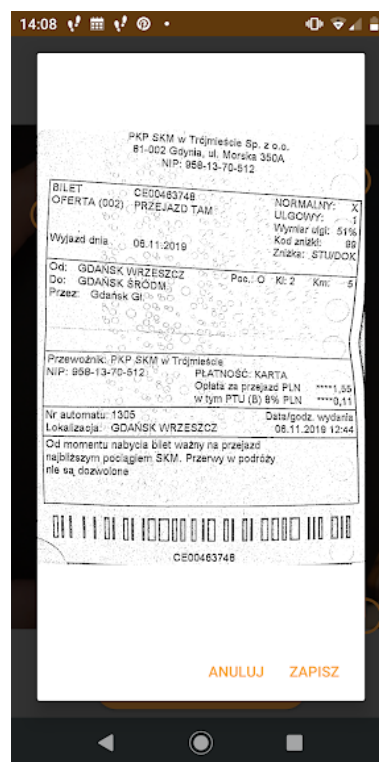 14:08
PKP SKM w Trójmieście Sp. z o.o.
81-002 Gdynia, ul. Morska 350A
NIP: 958-13-70-512
BILET CE00463748 NORMALNY: X
OFERTA (002) PRZEJAZD TAM ULGOWY: 1
Wymiar ulgi: 51%
Wyjazd dnia 06.11.2019 Kod zniżki: 99
Zniżka: STU/DOK
Od: GDAŃSK WRZESZCZ Poc.: O Kl: 2 Km: 5
Do: GDAŃSK ŚRÓDM.
Przez: Gdańsk Gł.
Przewoźnik: PKP SKM w Trójmieście
NIP: 958-13-70-512 PŁATNOŚĆ: KARTA
Opłata za przejazd PLN ****1,55
w tym PTU (B) 8% PLN ****0,11
Nr automatu: 1305 Data/godz. wydania
Lokalizacja: GDAŃSK WRZESZCZ 06.11.2019 12:44
Od momentu nabycia bilet ważny na przejazd
najbliższym pociągiem SKM. Przerwy w podróży
nie są dozwolone
CE00463748
ANULUJ ZAPISZ